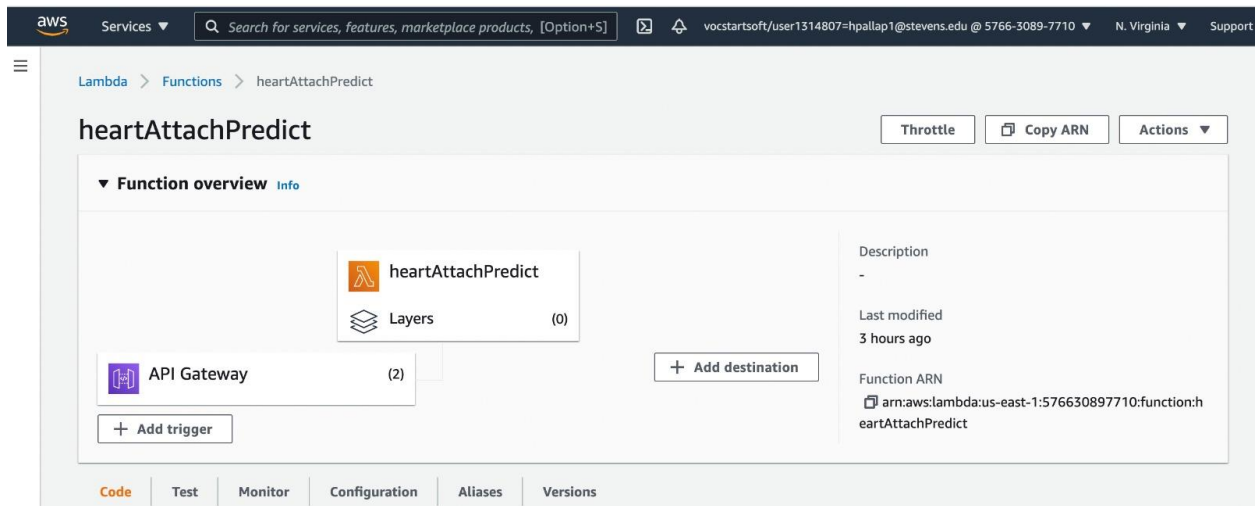 aws Services ▼ Search for services, features, marketplace products, [Option+S] vocstartsoft/user1314807=hpallap1@stevens.edu @ 5766-3089-7710 ▼ N. Virginia ▼ Support
Lambda > Functions > heartAttachPredict
heartAttachPredict Throttle Copy ARN Actions ▼
▼ Function overview Info
heartAttachPredict
Layers (0)
API Gateway (2)
+ Add trigger
+ Add destination
Description
-
Last modified
3 hours ago
Function ARN
arn:aws:lambda:us-east-1:576630897710:function:h
eartAttachPredict
Code Test Monitor Configuration Aliases Versions